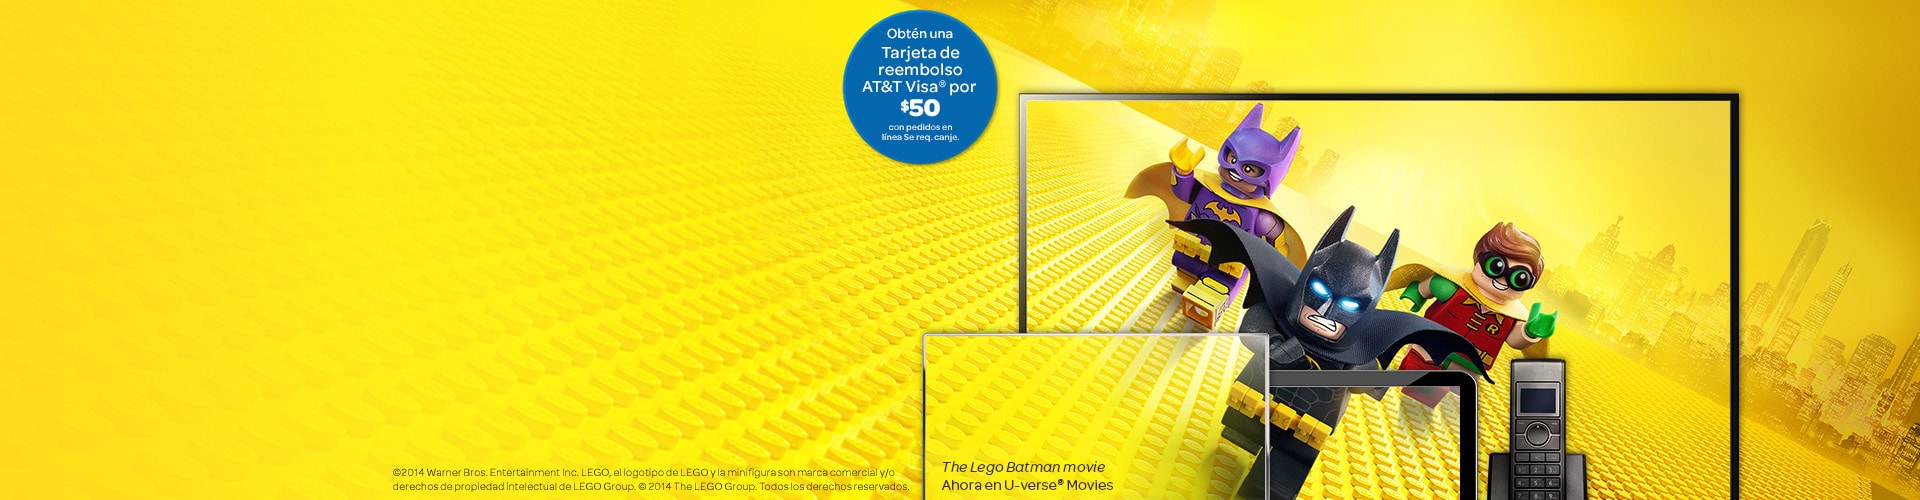 Obtén una
Tarjeta de
reembolso
AT&T Visa® por
$50
con pedidos en
línea Se req. canje.
©2014 Warner Bros. Entertainment Inc. LEGO, el logotipo de LEGO y la minifigura son marca comercial y/o
derechos de propiedad intelectual de LEGO Group. © 2014 The LEGO Group. Todos los derechos reservados.
The Lego Batman movie
Ahora en U-verse® Movies